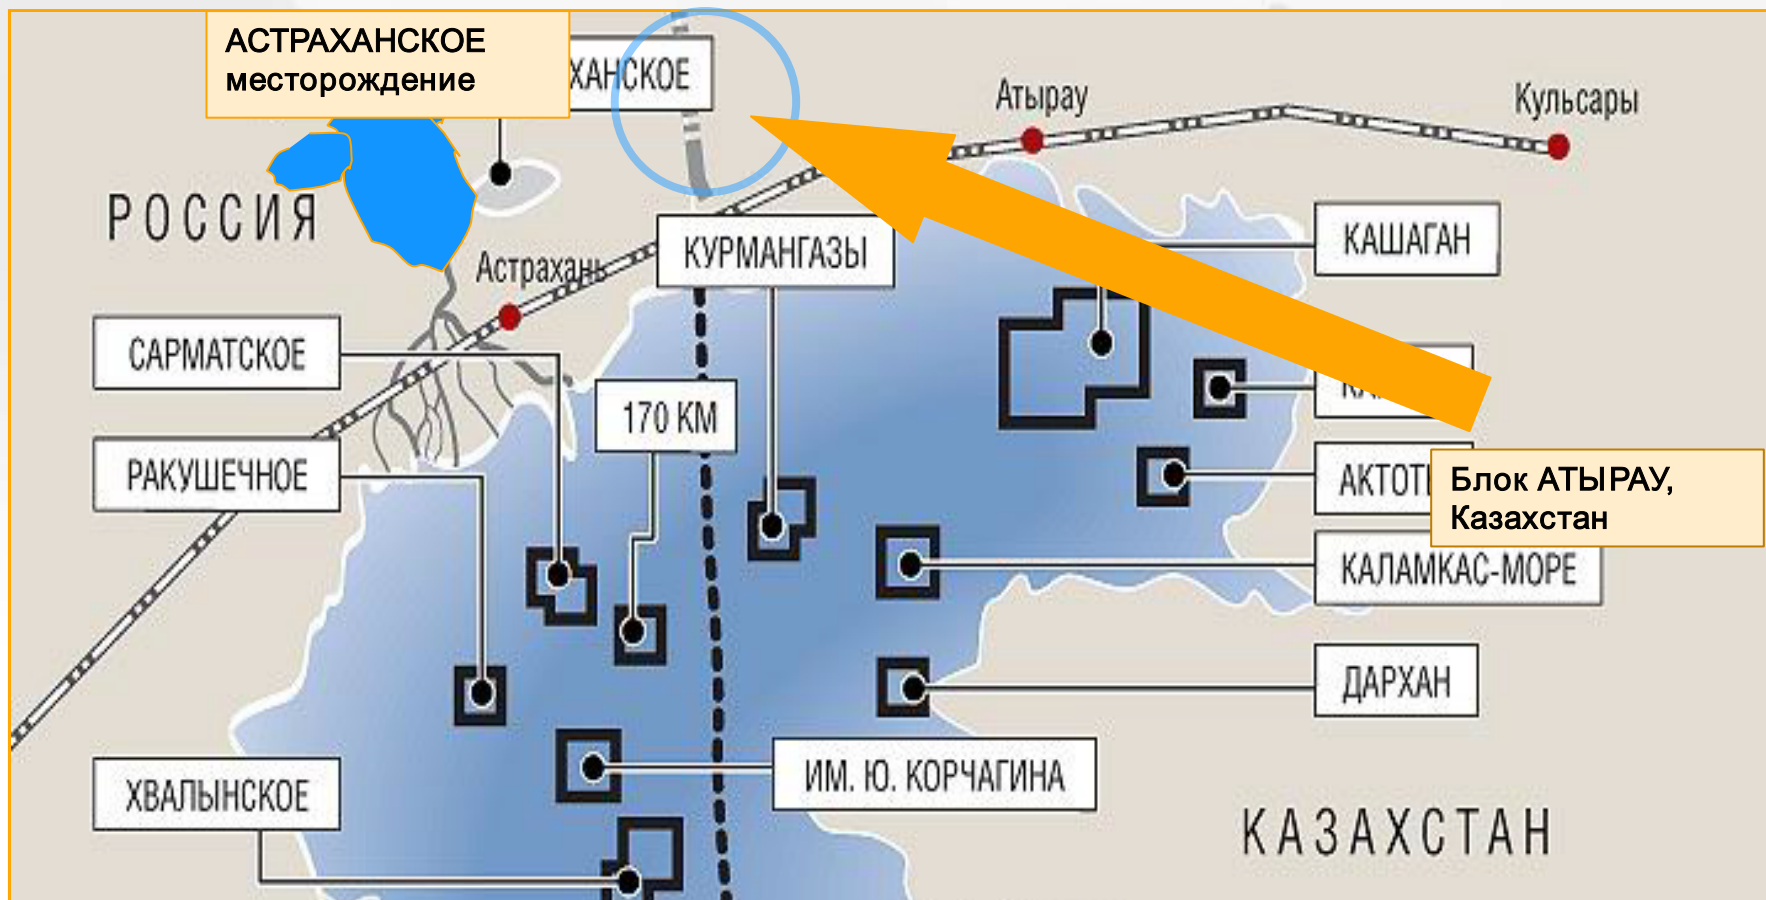 АСТРАХАНСКОЕ
месторождение
ХАНСКОЕ
Атырау
Кульсары
РОССИЯ
Астрахань
КУРМАНГАЗЫ
КАШАГАН
САРМАТСКОЕ
170 КМ
РАКУШЕЧНОЕ
Блок АТЫРАУ,
Казахстан
КАЛАМКАС-МОРЕ
ДАРХАН
ИМ. Ю. КОРЧАГИНА
ХВАЛЫНСКОЕ
КАЗАХСТАН